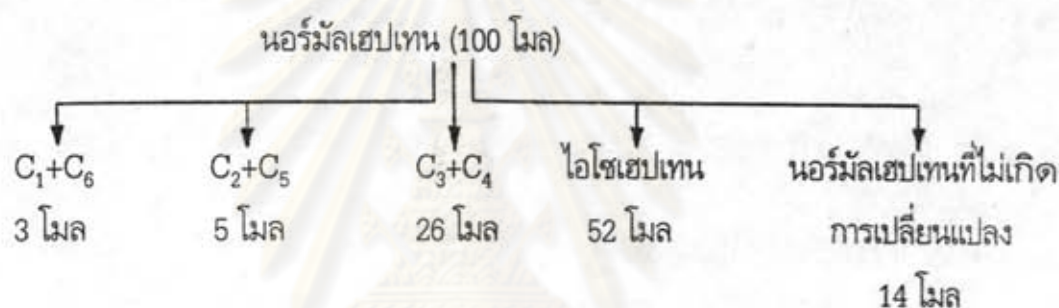 นอร์มัลเฮปเทน (100 โมล)
C₁+C₆ C₂+C₅ C₃+C₄ ไอโซเฮปเทน นอร์มัลเฮปเทนที่ไม่เกิด
3 โมล 5 โมล 26 โมล 52 โมล การเปลี่ยนแปลง
14 โมล